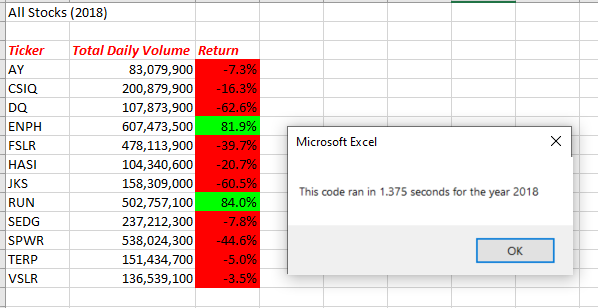 All Stocks (2018)
Ticker Total Daily Volume Return
AY 83,079,900 -7.3%
CSIQ 200,879,900 -16.3%
DQ 107,873,900 -62.6%
ENPH 607,473,500 81.9%
FSLR 478,113,900 -39.7%
HASI 104,340,600 -20.7%
JKS 158,309,000 -60.5%
RUN 502,757,100 84.0%
SEDG 237,212,300 -7.8%
SPWR 538,024,300 -44.6%
TERP 151,434,700 -5.0%
VSLR 136,539,100 -3.5%
Microsoft Excel
This code ran in 1.375 seconds for the year 2018
OK